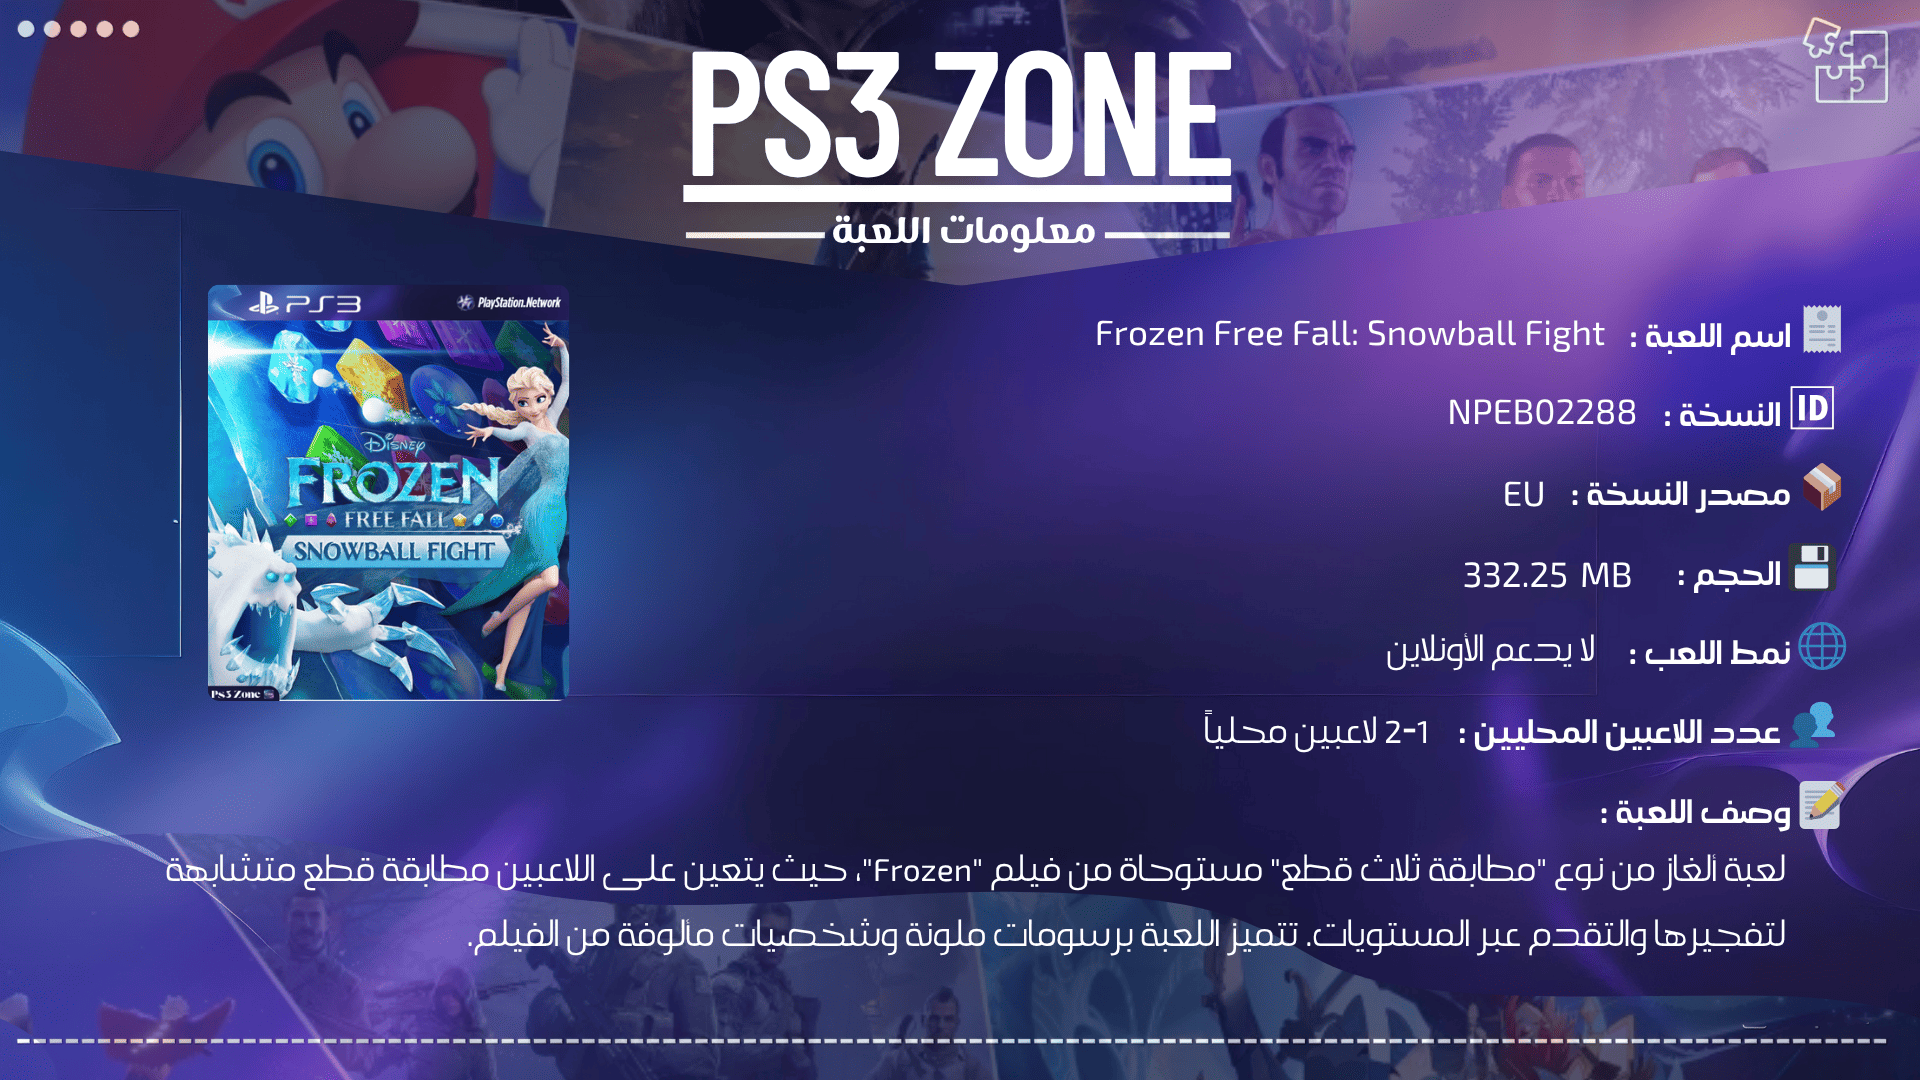 PS3 ZONE
معلومات اللعبة
PS3
PlayStation.Network
Disney
FROZEN
FREE FALL
SNOWBALL FIGHT
Ps3 Zone
اسم اللعبة : Frozen Free Fall: Snowball Fight
ID النسخة : NPEB02288
مصدر النسخة : EU
الحجم : 332.25 MB
نمط اللعب : لا يدعم الأونلاين
عدد اللاعبين المحليين : 1-2 لاعبين محلياً
وصف اللعبة :
لعبة ألغاز من نوع "مطابقة ثلاث قطع" مستوحاة من فيلم "Frozen"، حيث يتعين على اللاعبين مطابقة قطع متشابهة
لتفجيرها والتقدم عبر المستويات. تتميز اللعبة برسومات ملونة وشخصيات مألوفة من الفيلم.